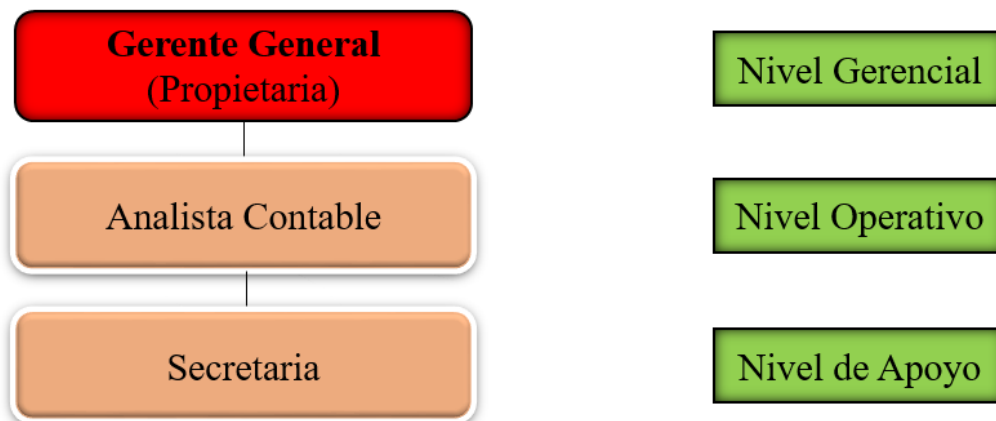 Gerente General
(Propietaria)
Nivel Gerencial
Analista Contable
Nivel Operativo
Secretaria
Nivel de Apoyo